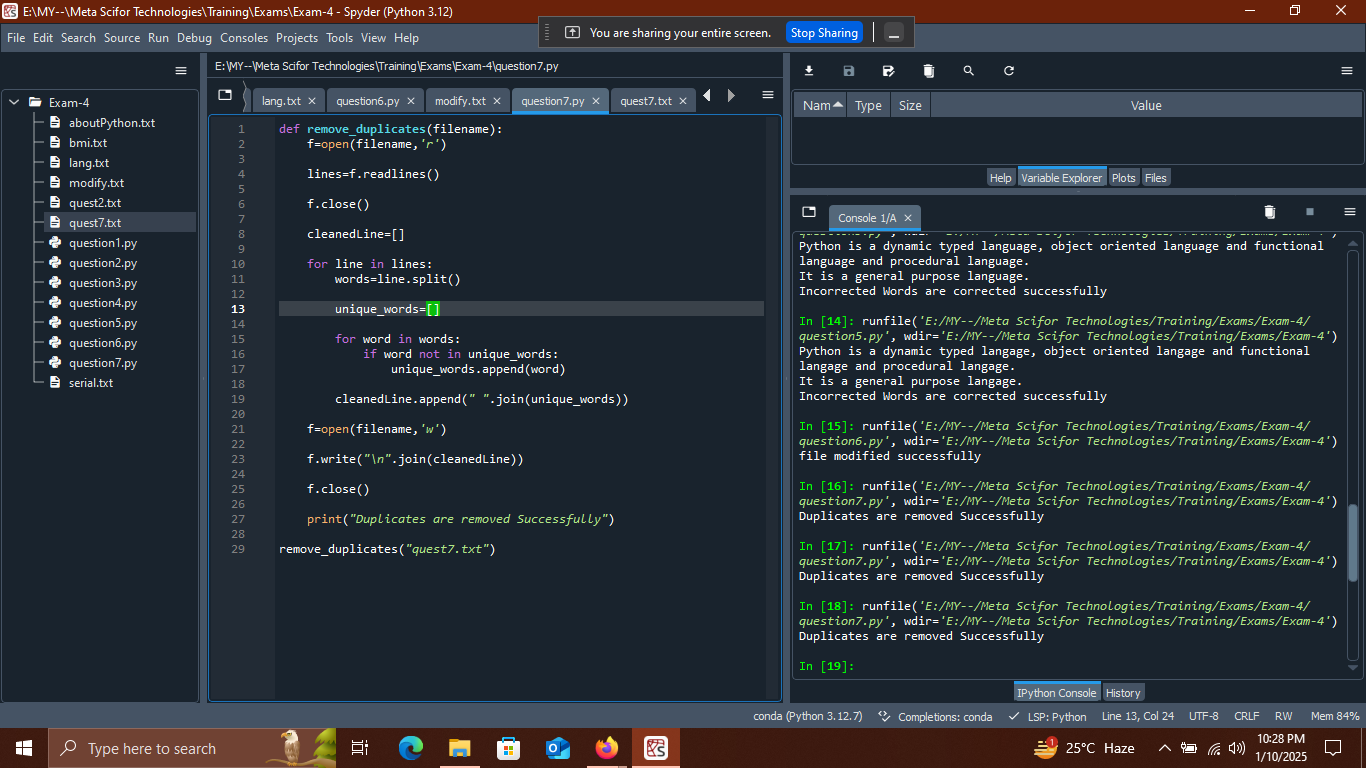 E:\MY--\Meta Scifor Technologies\Training\Exams\Exam-4 - Spyder (Python 3.12)
You are sharing your entire screen.
Stop Sharing
File Edit Search Source Run Debug Consoles Projects Tools View Help
Exam-4
aboutPython.txt
bmi.txt
lang.txt
modify.txt
quest2.txt
quest7.txt
question1.py
question2.py
question3.py
question4.py
question5.py
question6.py
question7.py
serial.txt
E:\MY--\Meta Scifor Technologies\Training\Exams\Exam-4\question7.py
lang.txt question6.py modify.txt question7.py quest7.txt
1 def remove_duplicates(filename):
2 f=open(filename,'r')
3
4 lines=f.readlines()
5
6 f.close()
7
8 cleanedLine=[]
9
10 for line in lines:
11 words=line.split()
12
13 unique_words=[]
14
15 for word in words:
16 if word not in unique_words:
17 unique_words.append(word)
18
19 cleanedLine.append(" ".join(unique_words))
20
21 f=open(filename,'w')
22
23 f.write("\n".join(cleanedLine))
24
25 f.close()
26
27 print("Duplicates are removed Successfully")
28
29 remove_duplicates("quest7.txt")
Nam Type Size Value
Help Variable Explorer Plots Files
Console 1/A
Python is a dynamic typed language, object oriented language and functional
language and procedural language.
It is a general purpose language.
Incorrected Words are corrected successfully
In [14]: runfile('E:/MY--/Meta Scifor Technologies/Training/Exams/Exam-4/
question5.py', wdir='E:/MY--/Meta Scifor Technologies/Training/Exams/Exam-4')
Python is a dynamic typed langage, object oriented langage and functional
langage and procedural langage.
It is a general purpose langage.
Incorrected Words are corrected successfully
In [15]: runfile('E:/MY--/Meta Scifor Technologies/Training/Exams/Exam-4/
question6.py', wdir='E:/MY--/Meta Scifor Technologies/Training/Exams/Exam-4')
file modified successfully
In [16]: runfile('E:/MY--/Meta Scifor Technologies/Training/Exams/Exam-4/
question7.py', wdir='E:/MY--/Meta Scifor Technologies/Training/Exams/Exam-4')
Duplicates are removed Successfully
In [17]: runfile('E:/MY--/Meta Scifor Technologies/Training/Exams/Exam-4/
question7.py', wdir='E:/MY--/Meta Scifor Technologies/Training/Exams/Exam-4')
Duplicates are removed Successfully
In [18]: runfile('E:/MY--/Meta Scifor Technologies/Training/Exams/Exam-4/
question7.py', wdir='E:/MY--/Meta Scifor Technologies/Training/Exams/Exam-4')
Duplicates are removed Successfully
In [19]:
IPython Console History
conda (Python 3.12.7) Completions: conda LSP: Python Line 13, Col 24 UTF-8 CRLF RW Mem 84%
Type here to search
1
25°C Haze
10:28 PM
1/10/2025